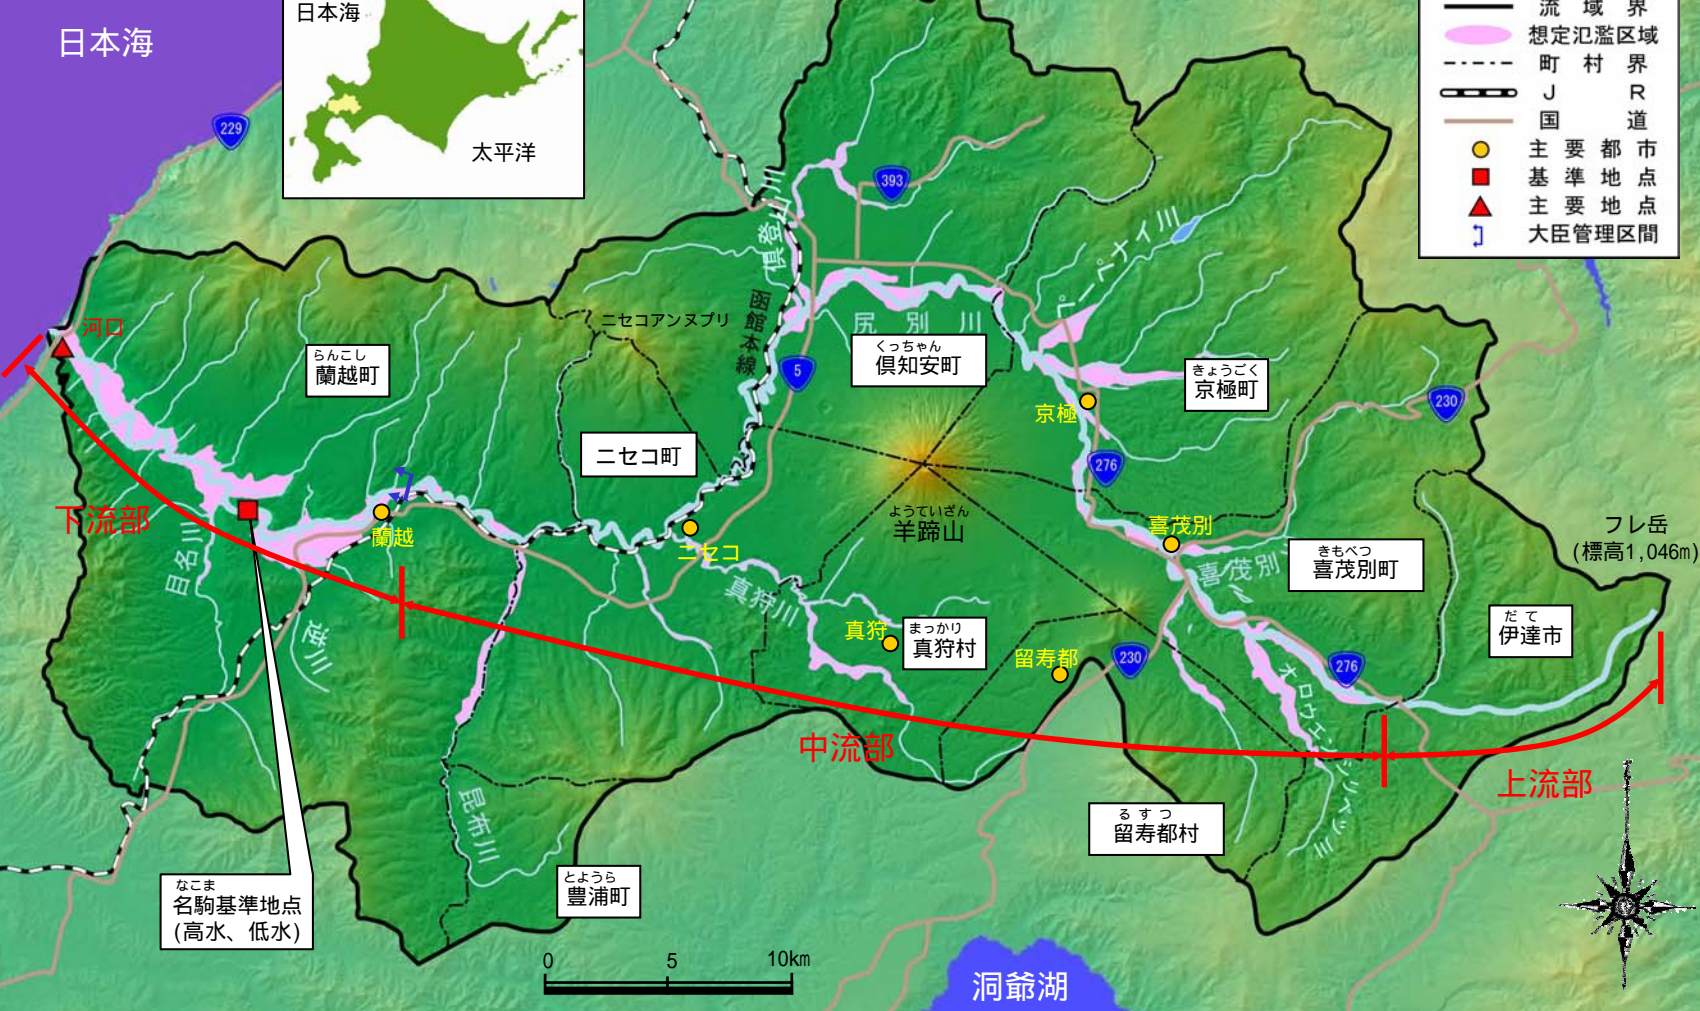 日本海
日本海
太平洋
流域界
想定氾濫区域
町村界
JR
国道
主要都市
基準地点
主要地点
大臣管理区間
229
393
倶登山川
ペーペナイ川
函館本線
ニセコアンヌプリ
尻別川
河口
らんこし
蘭越町
5
くっちゃん
倶知安町
きょうごく
京極町
京極
230
ニセコ町
276
ようていざん
羊蹄山
下流部
目名川
蘭越
ニセコ
喜茂別
フレ岳
(標高1,046m)
きもべつ
喜茂別町
喜茂別
真狩川
だて
伊達市
逆川
真狩
まっかり
真狩村
留寿都
230
276
オロウエンシリベツ川
中流部
上流部
昆布川
るすつ
留寿都村
とようら
豊浦町
なこま
名駒基準地点
(高水、低水)
0 5 10km
洞爺湖